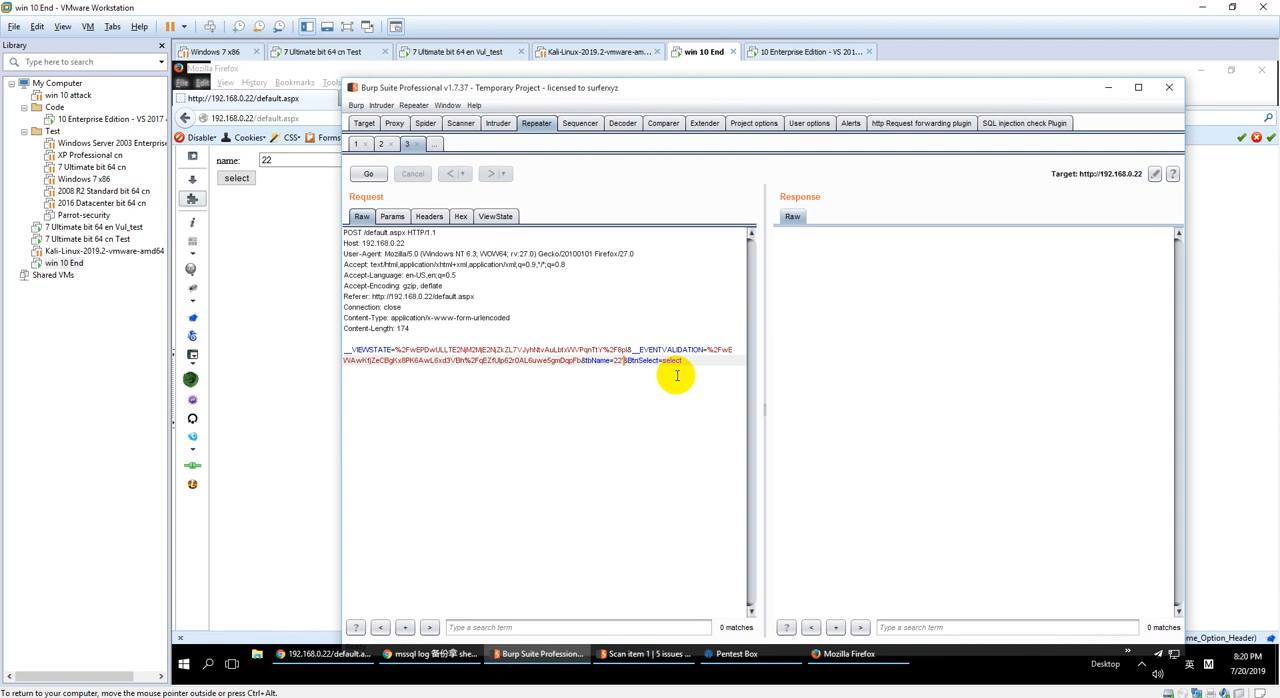 win 10 End - VMware Workstation
File Edit View VM Tabs Help
Library
Type here to search
My Computer
win 10 attack
Code
10 Enterprise Edition - VS 2017
Test
Windows Server 2003 Enterprise
XP Professional cn
7 Ultimate bit 64 cn
Windows 7 x86
2008 R2 Standard bit 64 cn
2016 Datacenter bit 64 cn
Parrot-security
7 Ultimate bit 64 en Vul_test
7 Ultimate bit 64 cn Test
Kali-Linux-2019.2-vmware-amd64
win 10 End
Shared VMs
Windows 7 x86 7 Ultimate bit 64 cn Test 7 Ultimate bit 64 en Vul_test Kali-Linux-2019.2-vmware-am... win 10 End 10 Enterprise Edition - VS 201...
Mozilla Firefox
File Edit View History Bookmarks Tools
http://192.168.0.22/default.aspx
192.168.0.22/default.aspx
Disable Cookies CSS Forms
name: 22
select
Burp Suite Professional v1.7.37 - Temporary Project - licensed to surferxyz
Burp Intruder Repeater Window Help
Target Proxy Spider Scanner Intruder Repeater Sequencer Decoder Comparer Extender Project options User options Alerts http Request forwarding plugin SQL injection check Plugin
1 2 3 ...
Go Cancel < > Target: http://192.168.0.22
Request
Raw Params Headers Hex ViewState
POST /default.aspx HTTP/1.1
Host: 192.168.0.22
User-Agent: Mozilla/5.0 (Windows NT 6.3; WOW64; rv:27.0) Gecko/20100101 Firefox/27.0
Accept: text/html,application/xhtml+xml,application/xml;q=0.9,*/*;q=0.8
Accept-Language: en-US,en;q=0.5
Accept-Encoding: gzip, deflate
Referer: http://192.168.0.22/default.aspx
Connection: close
Content-Type: application/x-www-form-urlencoded
Content-Length: 174
&tbName=22'&BtnSelect=select
Response
Raw
? < + > Type a search term 0 matches
? < + > Type a search term 0 matches
me_Option_Header)
192.168.0.22/default.a... mssql log 备份拿 she... Burp Suite Profession... Scan item 1 | 5 issues ... Pentest Box Mozilla Firefox
Desktop 英 M 8:20 PM
7/20/2019
To return to your computer, move the mouse pointer outside or press Ctrl+Alt.